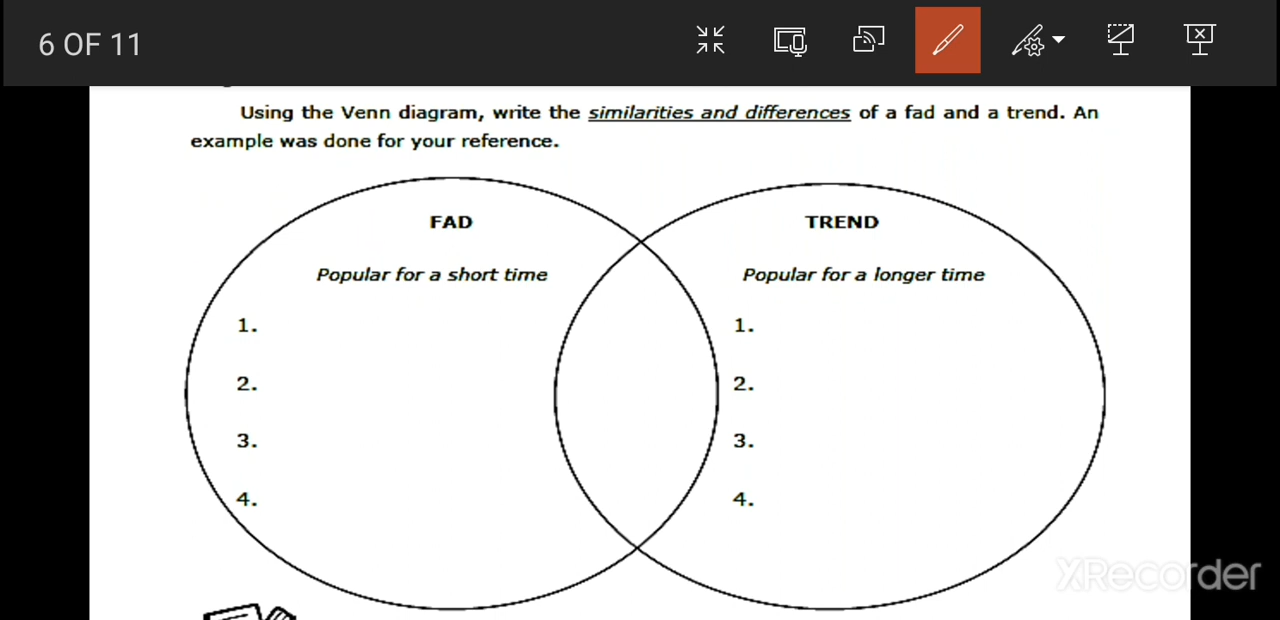 6 OF 11
Using the Venn diagram, write the similarities and differences of a fad and a trend. An
example was done for your reference.
FAD
Popular for a short time
1.
2.
3.
4.
TREND
Popular for a longer time
1.
2.
3.
4.
XRecorder